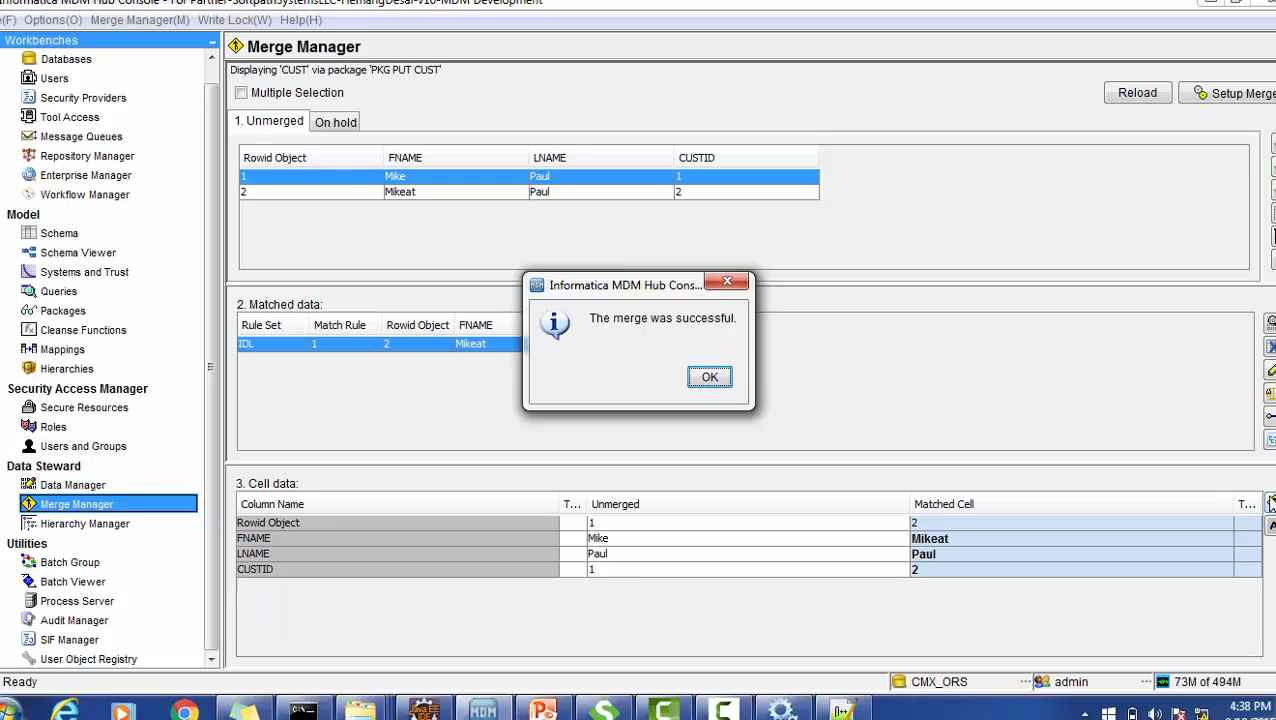 Informatica MDM Hub Console - For Partner-SoftpathSystemsLLC-HemangDesai-v10-MDM Development
(F) Options(O) Merge Manager(M) Write Lock(W) Help(H)
Workbenches
Databases
Users
Security Providers
Tool Access
Message Queues
Repository Manager
Enterprise Manager
Workflow Manager
Model
Schema
Schema Viewer
Systems and Trust
Queries
Packages
Cleanse Functions
Mappings
Hierarchies
Security Access Manager
Secure Resources
Roles
Users and Groups
Data Steward
Data Manager
Merge Manager
Hierarchy Manager
Utilities
Batch Group
Batch Viewer
Process Server
Audit Manager
SIF Manager
User Object Registry
Merge Manager
Displaying 'CUST' via package 'PKG PUT CUST'
Multiple Selection
Reload
Setup Merge
1. Unmerged On hold
Rowid Object FNAME LNAME CUSTID
1 Mike Paul 1
2 Mikeat Paul 2
2. Matched data:
Rule Set Match Rule Rowid Object FNAME
IDL 1 2 Mikeat
Informatica MDM Hub Cons...
The merge was successful.
OK
3. Cell data:
Column Name T... Unmerged Matched Cell T...
Rowid Object 1 2
FNAME Mike Mikeat
LNAME Paul Paul
CUSTID 1 2
Ready CMX_ORS admin 73M of 494M
4:38 PM